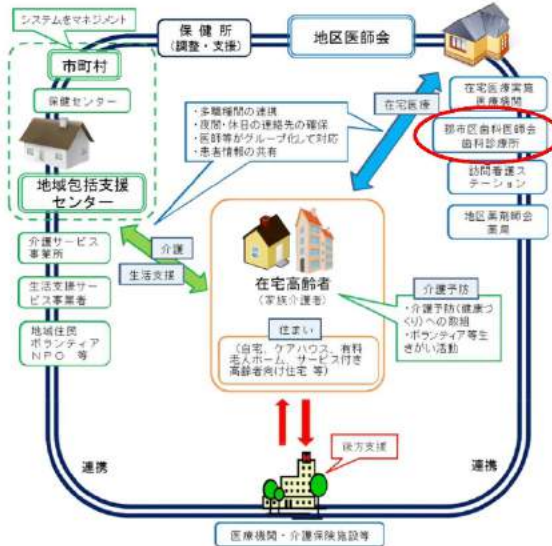 システムをマネジメント
市町村
保健センター
地域包括支援
センター
介護サービス
事業所
生活支援サー
ビス事業者
地域住民
ボランティア
NPO 等
保健所
(調整・支援)
地区医師会
在宅医療実施
医療機関
郡市区歯科医師会
歯科診療所
訪問看護ス
テーション
地区薬剤師会
薬局
・多職種間の連携
・夜間・休日の連絡先の確保
・医師等がグループ化して対応
・患者情報の共有
在宅医療
介護
生活支援
在宅高齢者
(家族介護者)
住まい
(自宅、ケアハウス、有料
老人ホーム、サービス付き
高齢者向け住宅 等)
介護予防
・介護予防(健康づ
くり)への取組
・ボランティア等生
きがい活動
後方支援
連携
連携
医療機関・介護保険施設等